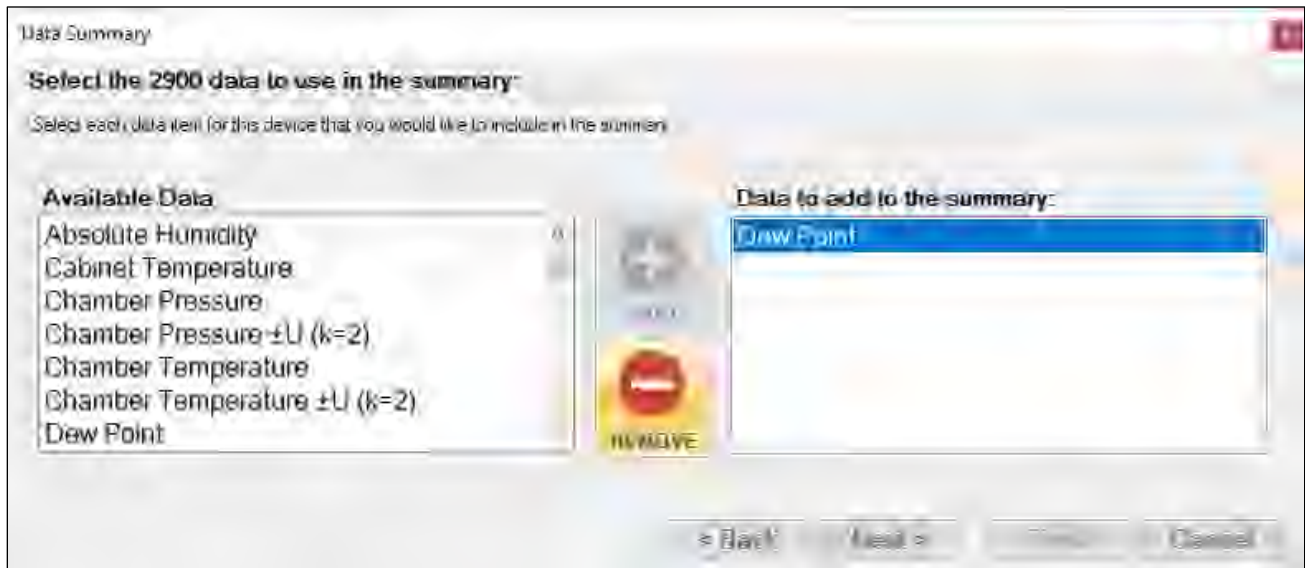 Data Summary
Select the 2900 data to use in the summary:
Select each data item for this device that you would like to include in the summary
Available Data
Absolute Humidity
Cabinet Temperature
Chamber Pressure
Chamber Pressure ±U (k=2)
Chamber Temperature
Chamber Temperature ±U (k=2)
Dew Point
REMOVE
Data to add to the summary:
Dew Point
< Back Next > Cancel